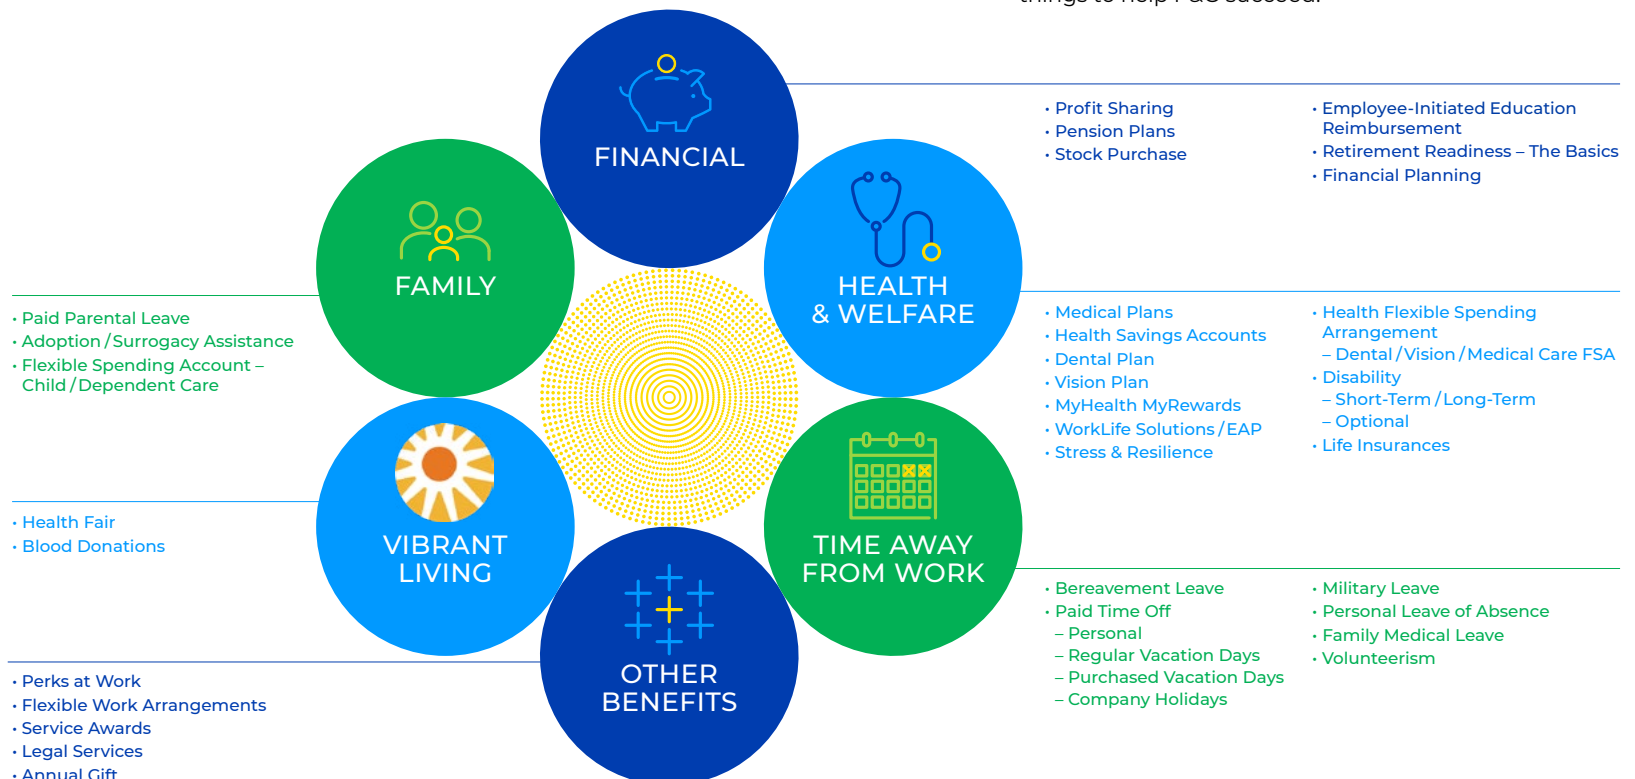 things to help P&G succeed.
FINANCIAL
• Profit Sharing
• Pension Plans
• Stock Purchase
• Employee-Initiated Education
Reimbursement
• Retirement Readiness – The Basics
• Financial Planning
HEALTH
& WELFARE
• Medical Plans
• Health Savings Accounts
• Dental Plan
• Vision Plan
• MyHealth MyRewards
• WorkLife Solutions / EAP
• Stress & Resilience
• Health Flexible Spending
Arrangement
– Dental / Vision / Medical Care FSA
• Disability
– Short-Term / Long-Term
– Optional
• Life Insurances
TIME AWAY
FROM WORK
• Bereavement Leave
• Paid Time Off
– Personal
– Regular Vacation Days
– Purchased Vacation Days
– Company Holidays
• Military Leave
• Personal Leave of Absence
• Family Medical Leave
• Volunteerism
OTHER
BENEFITS
• Perks at Work
• Flexible Work Arrangements
• Service Awards
• Legal Services
• Annual Gift
VIBRANT
LIVING
• Health Fair
• Blood Donations
FAMILY
• Paid Parental Leave
• Adoption / Surrogacy Assistance
• Flexible Spending Account –
Child / Dependent Care